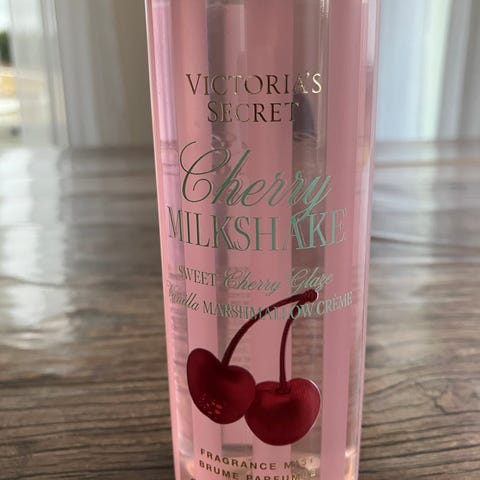 VICTORIA'S
SECRET
Cherry
MILKSHAKE
SWEET Cherry Glaze
Vanilla MARSHMALLOW CRÈME
FRAGRANCE MIST
BRUME PARFUMÉE